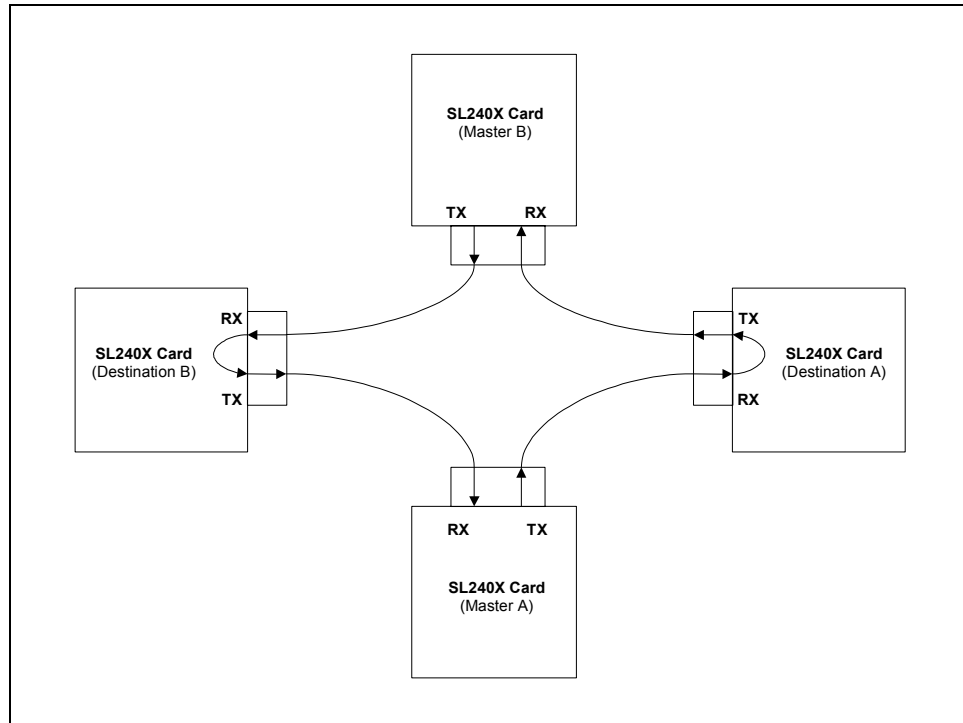 SL240X Card
(Master B)
TX RX
RX
SL240X Card
(Destination B)
TX
TX
SL240X Card
(Destination A)
RX
RX TX
SL240X Card
(Master A)